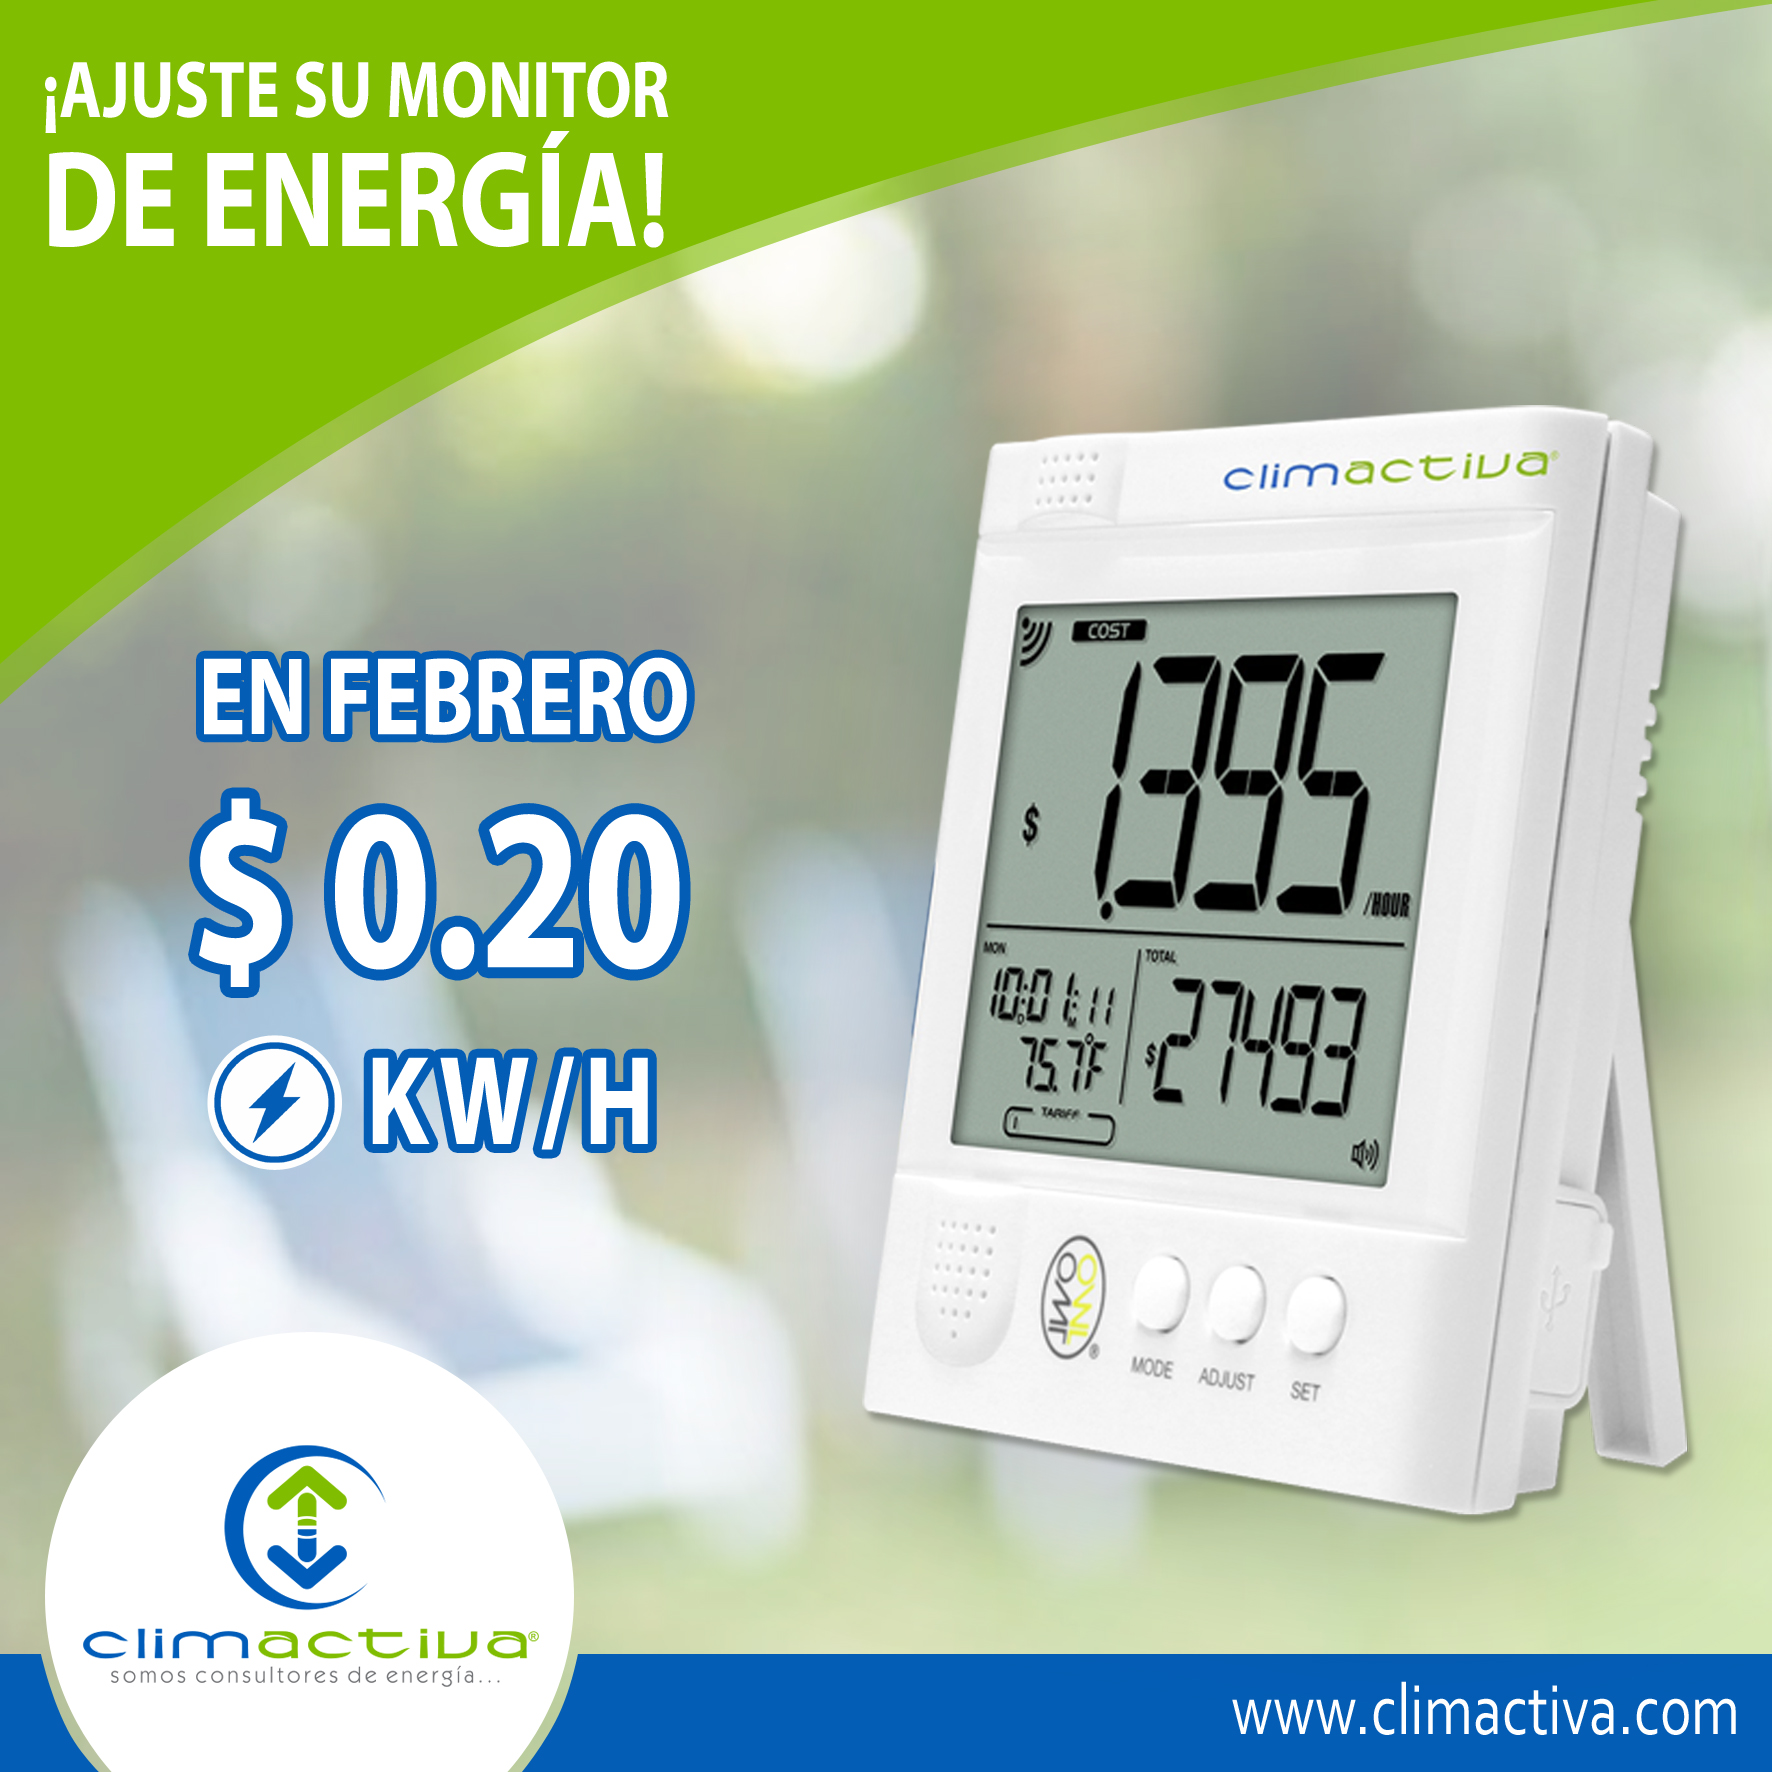 ¡AJUSTE SU MONITOR
DE ENERGÍA!
EN FEBRERO
$ 0.20
KW/H
climactiva®
COST
$ 1.395 /HOUR
MON
TOTAL
10:01:11
D M
75.7°F
$ 27493
TARIFF
OWL
®
MODE
ADJUST
SET
climactiva®
somos consultores de energía...
www.climactiva.com